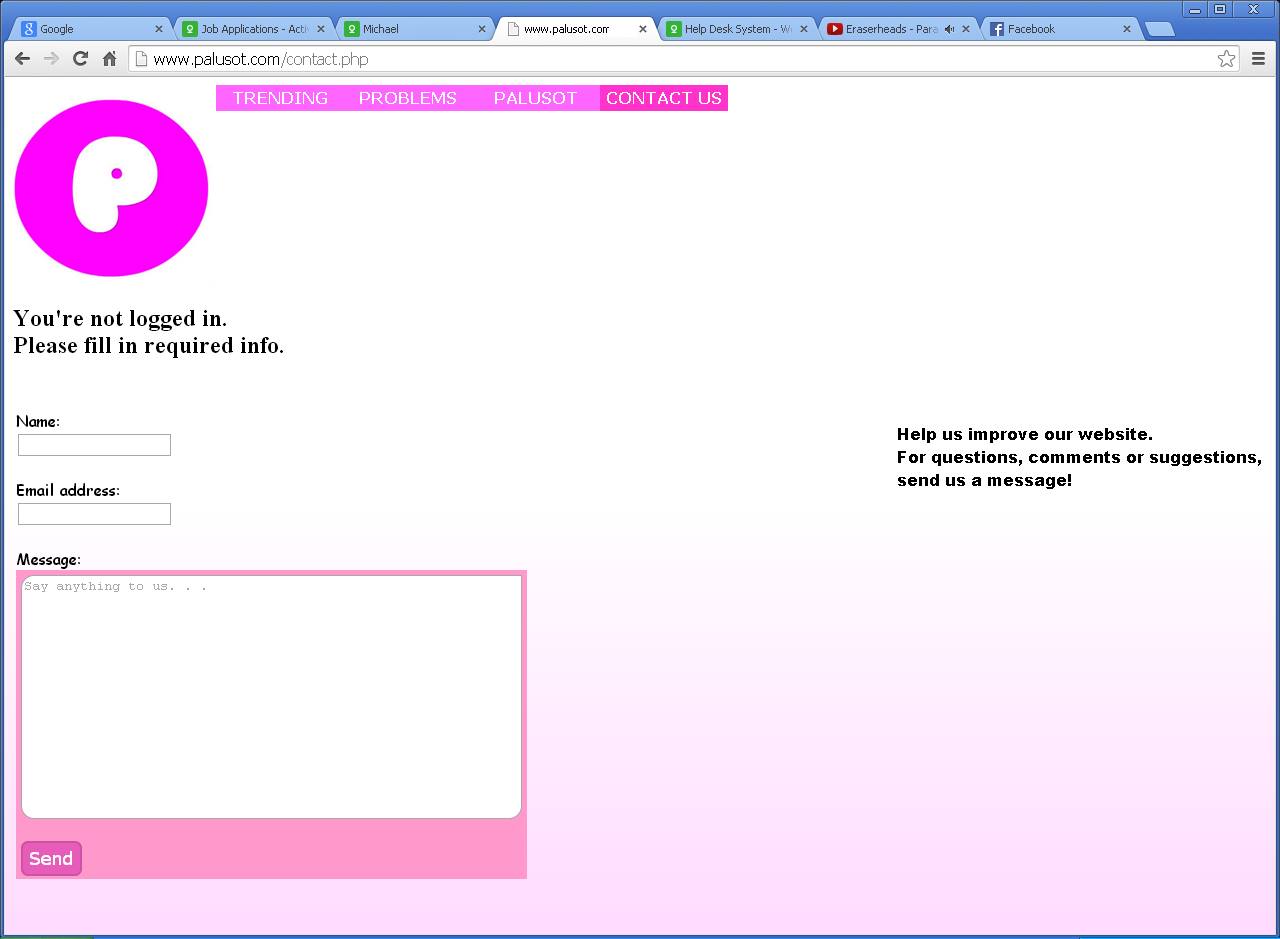 Google
Job Applications - Acti
Michael
www.palusot.com
Help Desk System - W
Eraserheads - Para
Facebook
www.palusot.com/contact.php
TRENDING PROBLEMS PALUSOT CONTACT US
P
You're not logged in.
Please fill in required info.
Name:
Help us improve our website.
For questions, comments or suggestions,
send us a message!
Email address:
Message:
Say anything to us. . .
Send